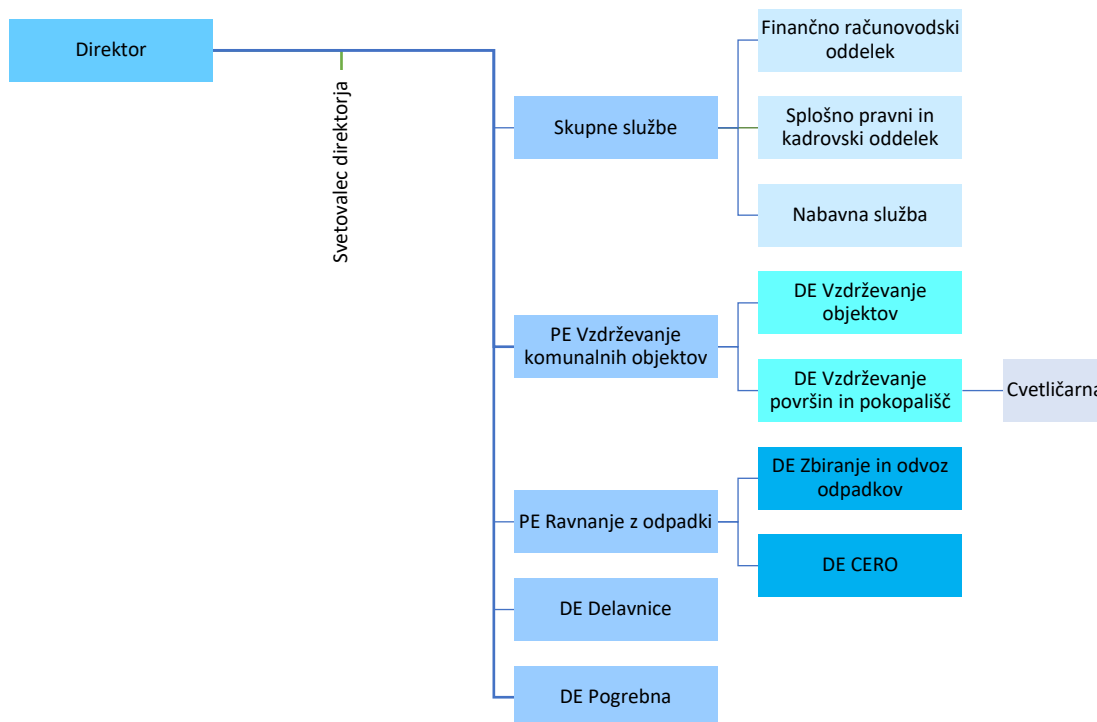 Direktor
Svetovalec direktorja
Skupne službe
Finančno računovodski
oddelek
Splošno pravni in
kadrovski oddelek
Nabavna služba
PE Vzdrževanje
komunalnih objektov
DE Vzdrževanje
objektov
DE Vzdrževanje
površin in pokopališč
Cvetličarna
PE Ravnanje z odpadki
DE Zbiranje in odvoz
odpadkov
DE CERO
DE Delavnice
DE Pogrebna